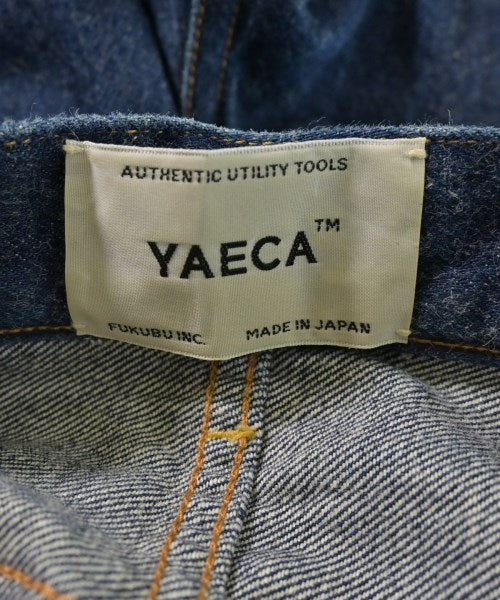 AUTHENTIC UTILITY TOOLS
YAECA™
FUKUBU INC. MADE IN JAPAN